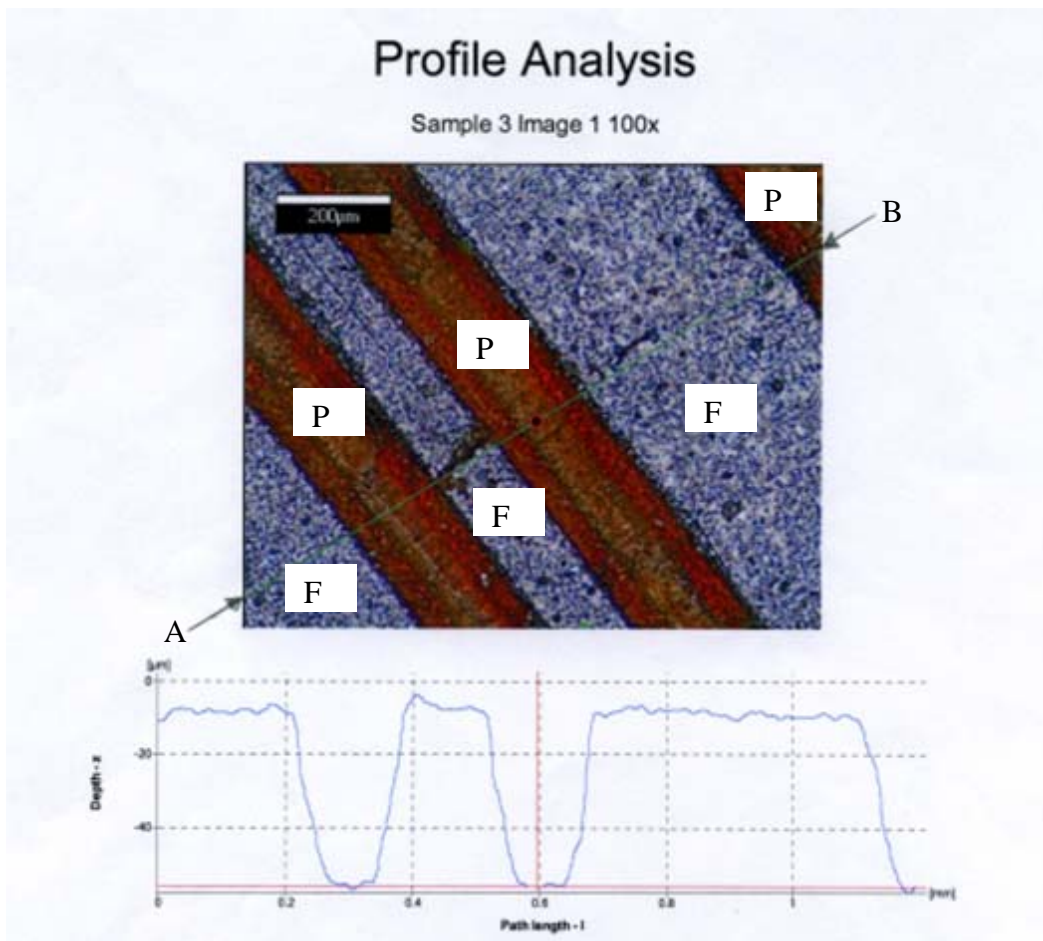 Profile Analysis
Sample 3 Image 1 100x
200µm
P
B
P
P
F
F
F
A
[µm]
0
-20
-40
Depth - z
0 0.2 0.4 0.6 0.8 1 [mm]
Path length - l